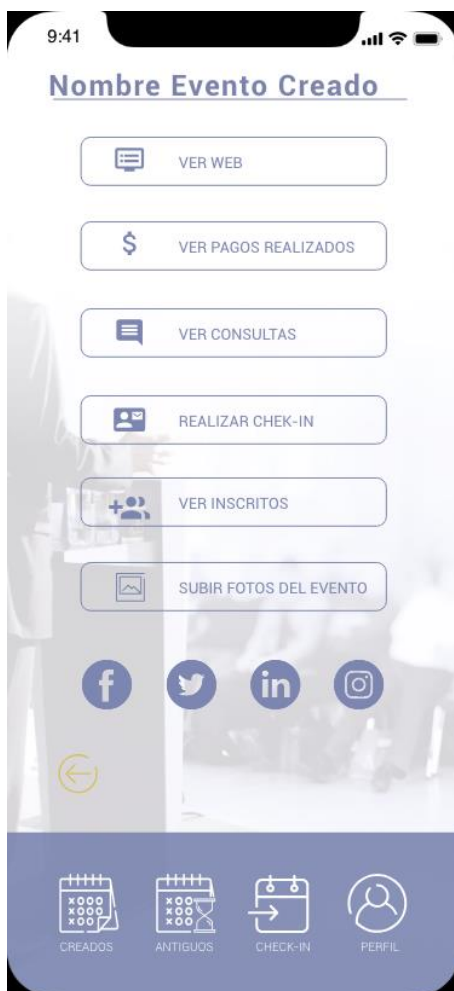 9:41
Nombre Evento Creado
VER WEB
$ VER PAGOS REALIZADOS
VER CONSULTAS
REALIZAR CHEK-IN
VER INSCRITOS
SUBIR FOTOS DEL EVENTO
CREADOS ANTIGUOS CHECK-IN PERFIL